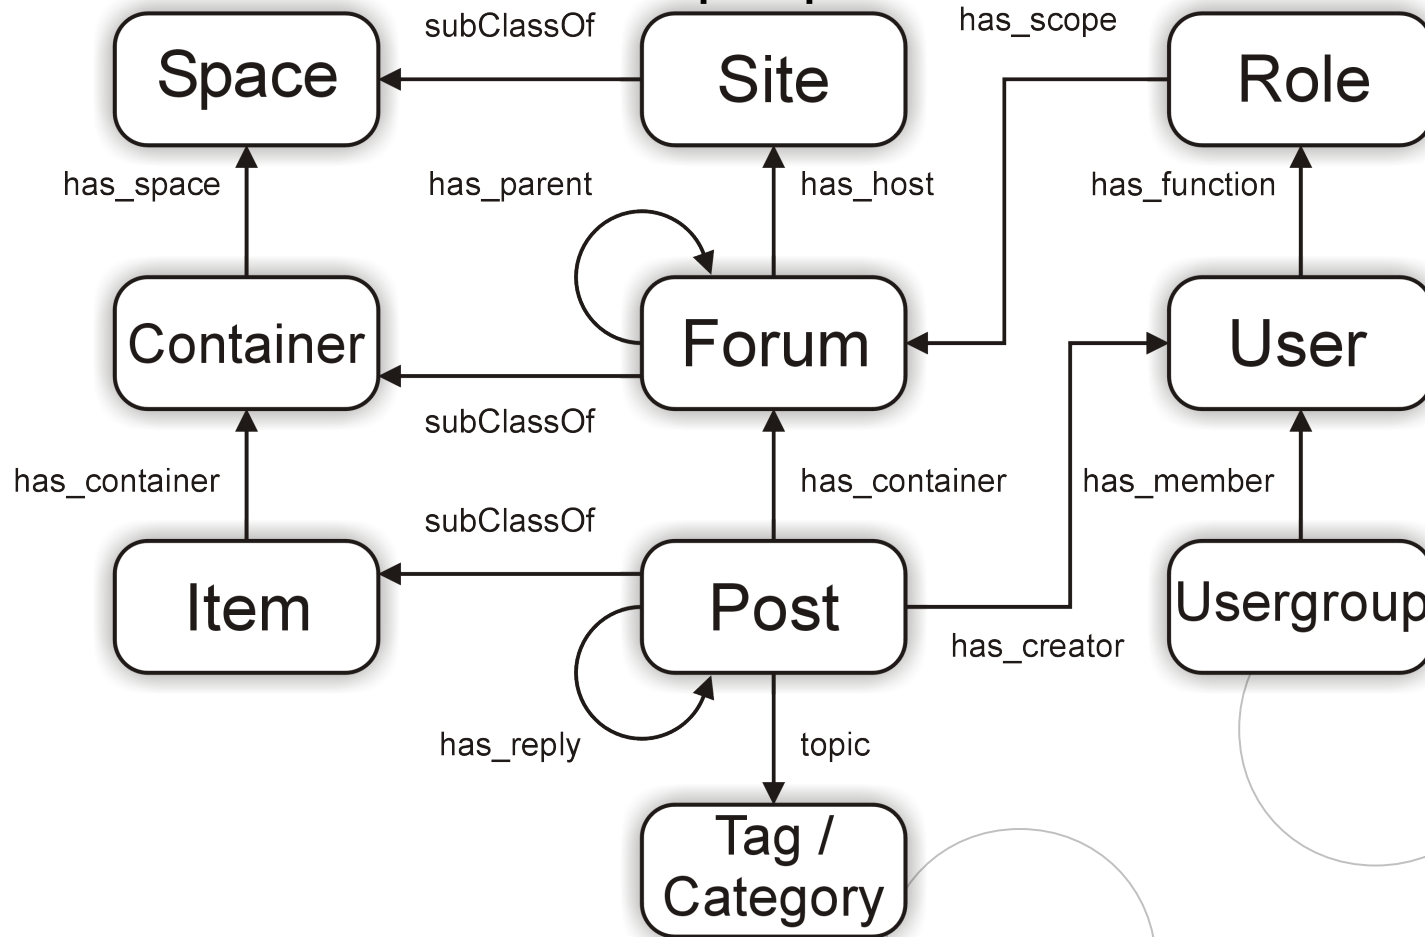 subClassOf
has_scope
Space
Site
Role
has_space
has_parent
has_host
has_function
Container
Forum
User
subClassOf
has_container
has_container
has_member
subClassOf
Item
Post
Usergroup
has_creator
has_reply
topic
Tag /
Category